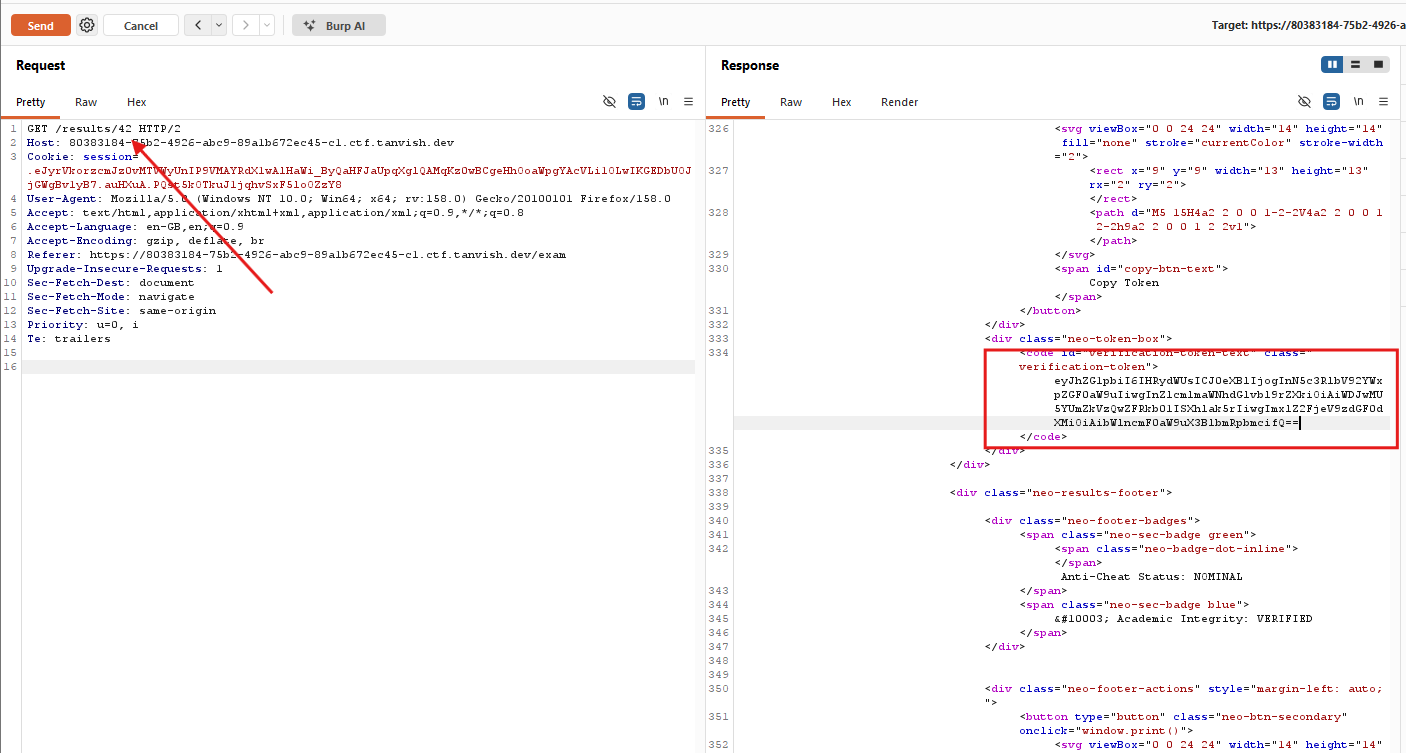 Send
Cancel
Burp AI
Target: https://80383184-75b2-4926-a
Request
Response
Pretty
Raw
Hex
\n
Pretty
Raw
Hex
Render
\n
1 GET /results/42 HTTP/2
2 Host: 80383184-75b2-4926-abc9-89a1b672ec45-c1.ctf.tanvish.dev
3 Cookie: session=
4 User-Agent: Mozilla/5.0 (Windows NT 10.0; Win64; x64; rv:158.0) Gecko/20100101 Firefox/158.0
5 Accept: text/html,application/xhtml+xml,application/xml;q=0.9,*/*;q=0.8
6 Accept-Language: en-GB,en;q=0.9
7 Accept-Encoding: gzip, deflate, br
8 Referer: https://80383184-75b2-4926-abc9-89a1b672ec45-c1.ctf.tanvish.dev/exam
9 Upgrade-Insecure-Requests: 1
10 Sec-Fetch-Dest: document
11 Sec-Fetch-Mode: navigate
12 Sec-Fetch-Site: same-origin
13 Priority: u=0, i
14 Te: trailers
15
16
326 <svg viewBox="0 0 24 24" width="14" height="14"
fill="none" stroke="currentColor" stroke-width
="2">
327 <rect x="9" y="9" width="13" height="13"
rx="2" ry="2">
</rect>
328 <path d="M5 15H4a2 2 0 0 1-2-2V4a2 2 0 0 1
2-2h9a2 2 0 0 1 2 2v1">
</path>
329 </svg>
330 <span id="copy-btn-text">
Copy Token
</span>
331 </button>
332 </div>
333 <div class="neo-token-box">
334 <code id="verification-token-text" class="
verification-token">
</code>
335 </div>
336 </div>
337
338 <div class="neo-results-footer">
339
340 <div class="neo-footer-badges">
341 <span class="neo-sec-badge green">
342 <span class="neo-badge-dot-inline">
</span>
Anti-Cheat Status: NOMINAL
343 </span>
344 <span class="neo-sec-badge blue">
345 &#10003; Academic Integrity: VERIFIED
346 </span>
347 </div>
348
349
350 <div class="neo-footer-actions" style="margin-left: auto;
">
351 <button type="button" class="neo-btn-secondary"
onclick="window.print()">
352 <svg viewBox="0 0 24 24" width="14" height="14"